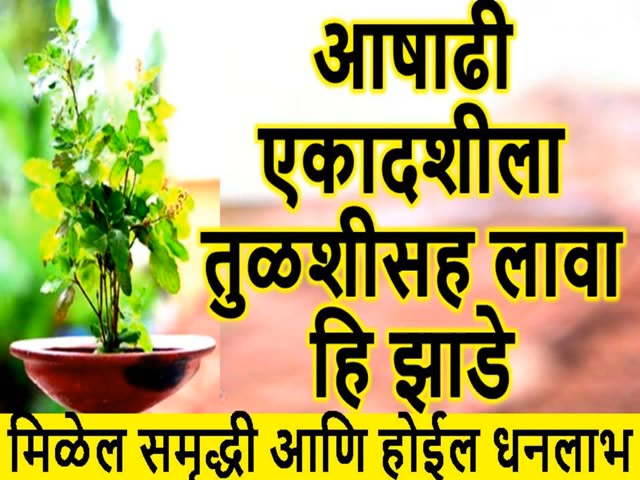 आषाढी
एकादशीला
तुळशीसह लावा
हि झाडे
मिळेल समृद्धी आणि होईल धनलाभ